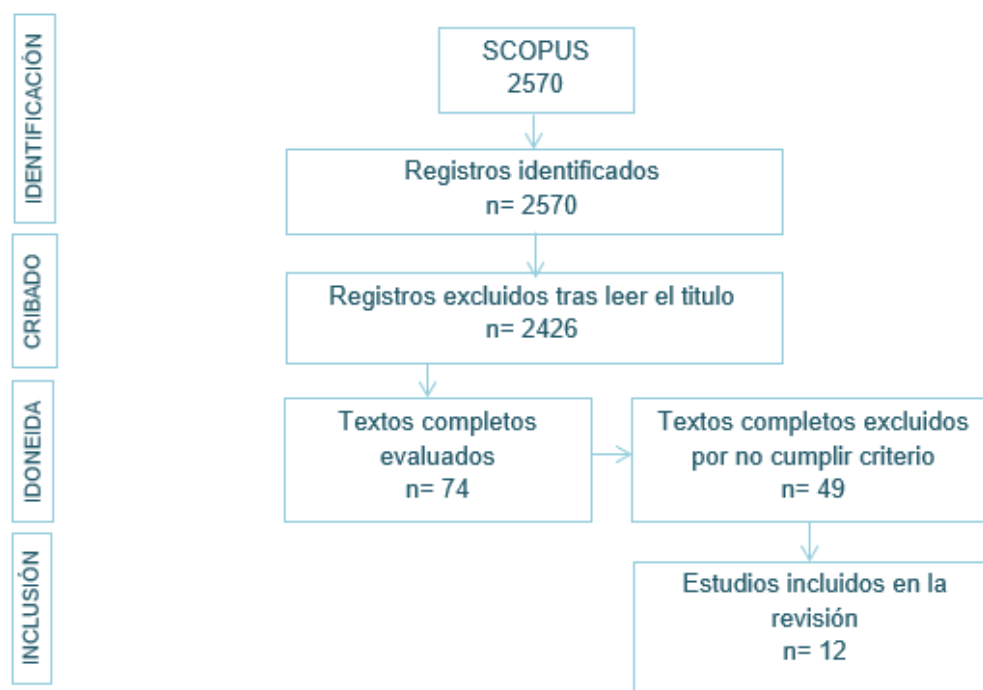 IDENTIFICACIÓN
SCOPUS
2570
Registros identificados
n= 2570
CRIBADO
Registros excluidos tras leer el titulo
n= 2426
IDONEIDA
Textos completos
evaluados
n= 74
Textos completos excluidos
por no cumplir criterio
n= 49
INCLUSIÓN
Estudios incluidos en la
revisión
n= 12